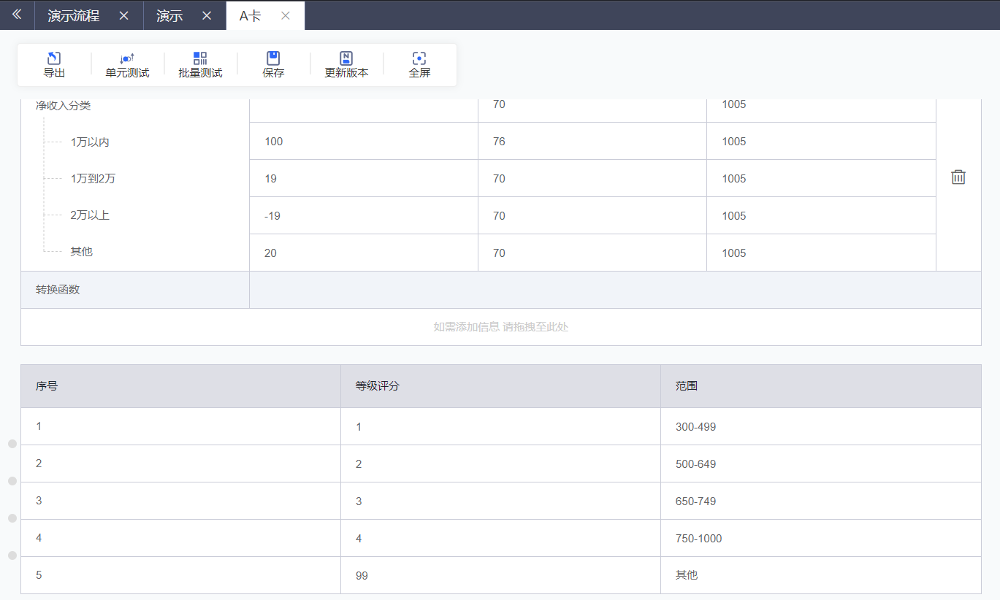 演示流程 演示 A卡
导出 单元测试 批量测试 保存 更新版本 全屏
净收入分类 70 1005
1万以内 100 76 1005
1万到2万 19 70 1005
2万以上 -19 70 1005
其他 20 70 1005
转换函数
如需添加信息 请拖拽至此处
序号 等级评分 范围
1 1 300-499
2 2 500-649
3 3 650-749
4 4 750-1000
5 99 其他